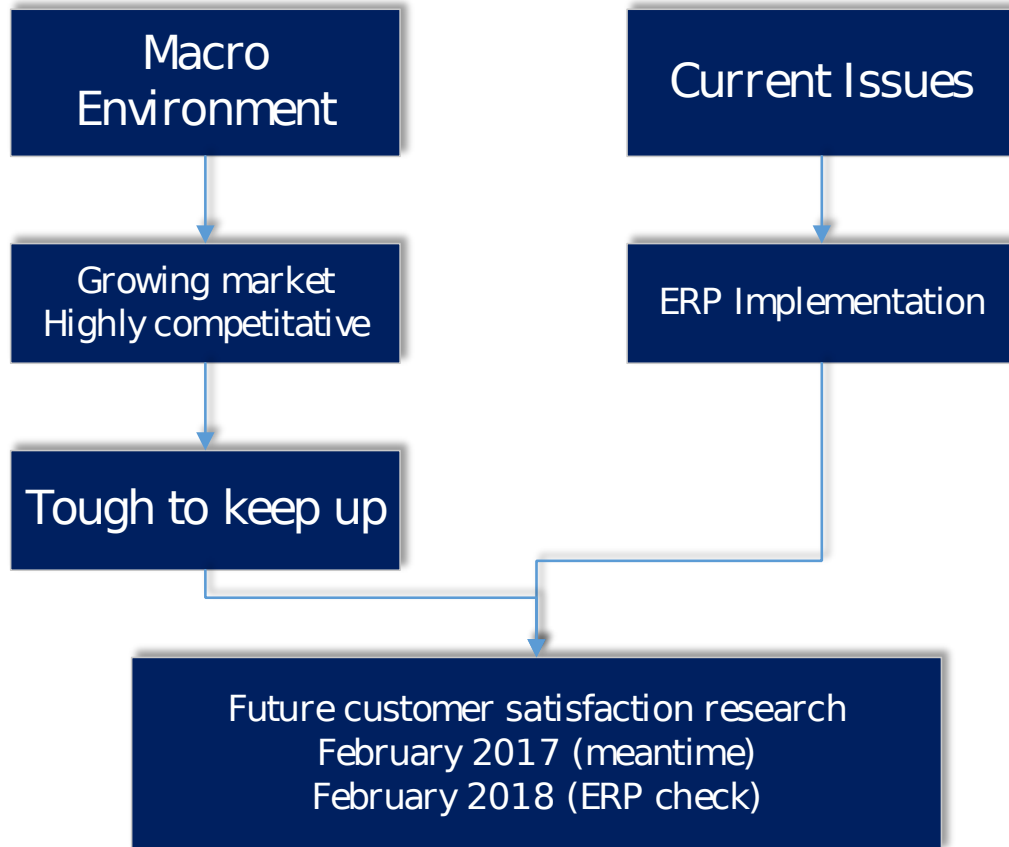 Macro
Environment
Current Issues
Growing market
Highly competitative
ERP Implementation
Tough to keep up
Future customer satisfaction research
February 2017 (meantime)
February 2018 (ERP check)